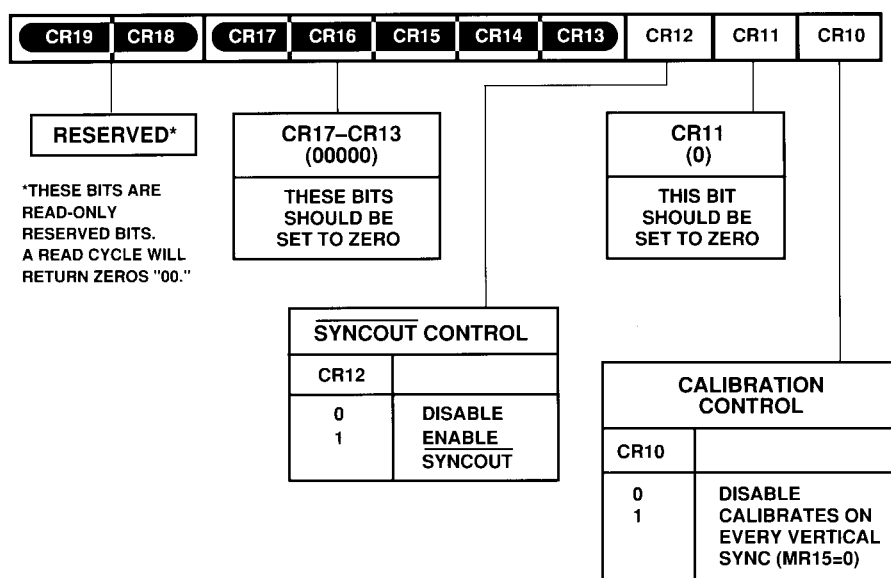 CR19 CR18 CR17 CR16 CR15 CR14 CR13 CR12 CR11 CR10
RESERVED*
*THESE BITS ARE
READ-ONLY
RESERVED BITS.
A READ CYCLE WILL
RETURN ZEROS "00."
CR17–CR13
(00000)
THESE BITS
SHOULD BE
SET TO ZERO
CR11
(0)
THIS BIT
SHOULD BE
SET TO ZERO
SYNCOUT CONTROL
CR12
0 DISABLE
1 ENABLE
SYNCOUT
CALIBRATION
CONTROL
CR10
0 DISABLE
1 CALIBRATES ON
EVERY VERTICAL
SYNC (MR15=0)